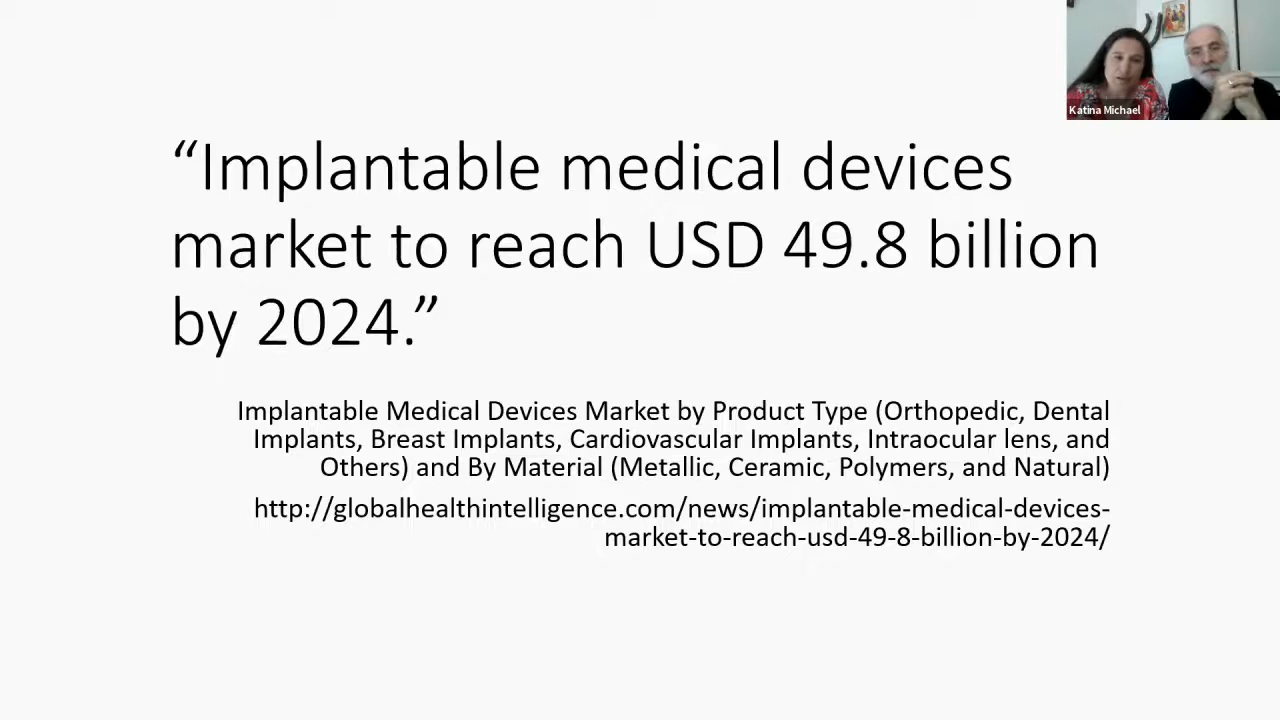 Katina Michael
“Implantable medical devices
market to reach USD 49.8 billion
by 2024.”
Implantable Medical Devices Market by Product Type (Orthopedic, Dental
Implants, Breast Implants, Cardiovascular Implants, Intraocular lens, and
Others) and By Material (Metallic, Ceramic, Polymers, and Natural)
http://globalhealthintelligence.com/news/implantable-medical-devices-
market-to-reach-usd-49-8-billion-by-2024/